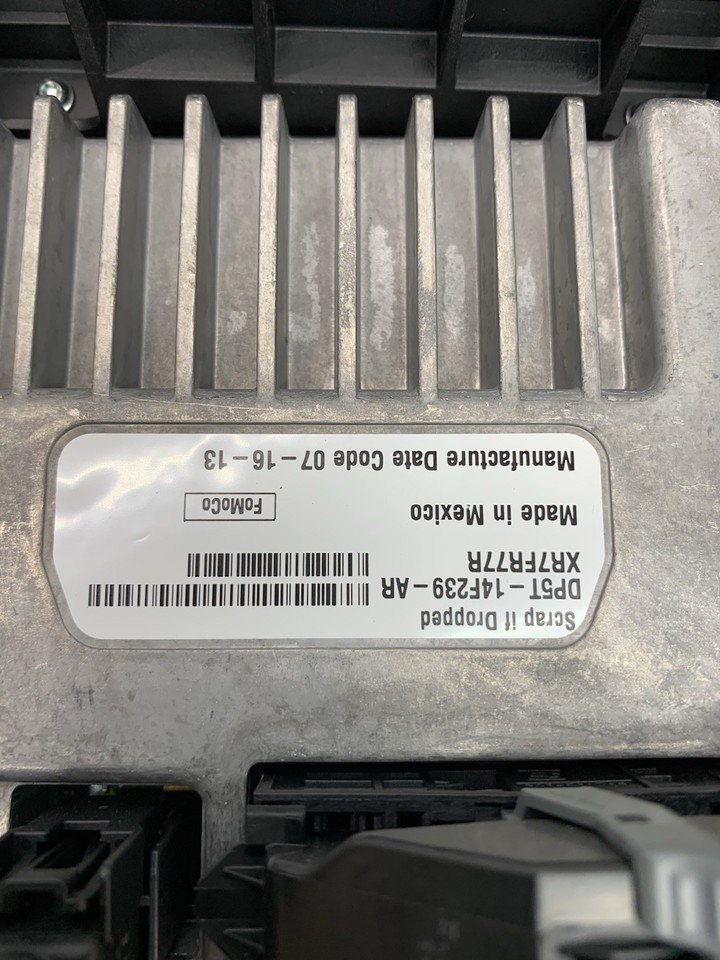 Scrap if Dropped
DP5T-14F239-AR
XR7FR77R
Made in Mexico
FoMoCo
Manufacture Date Code 07-16-13